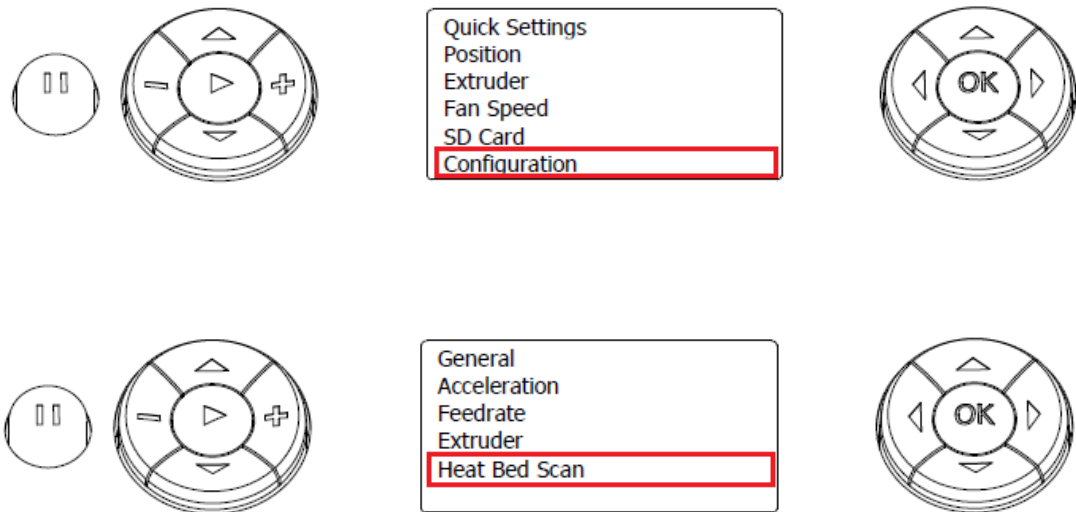 Quick Settings
Position
Extruder
Fan Speed
SD Card
Configuration
OK
General
Acceleration
Feedrate
Extruder
Heat Bed Scan
OK